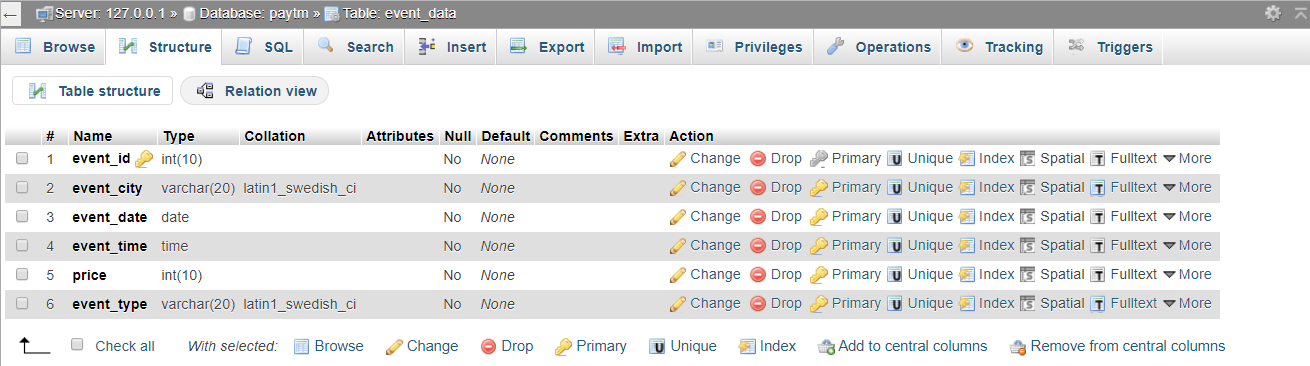 Server: 127.0.0.1 » Database: paytm » Table: event_data
Browse Structure SQL Search Insert Export Import Privileges Operations Tracking Triggers
Table structure Relation view
# Name Type Collation Attributes Null Default Comments Extra Action
1 event_id int(10) No None Change Drop Primary Unique Index Spatial Fulltext More
2 event_city varchar(20) latin1_swedish_ci No None Change Drop Primary Unique Index Spatial Fulltext More
3 event_date date No None Change Drop Primary Unique Index Spatial Fulltext More
4 event_time time No None Change Drop Primary Unique Index Spatial Fulltext More
5 price int(10) No None Change Drop Primary Unique Index Spatial Fulltext More
6 event_type varchar(20) latin1_swedish_ci No None Change Drop Primary Unique Index Spatial Fulltext More
Check all With selected: Browse Change Drop Primary Unique Index Add to central columns Remove from central columns